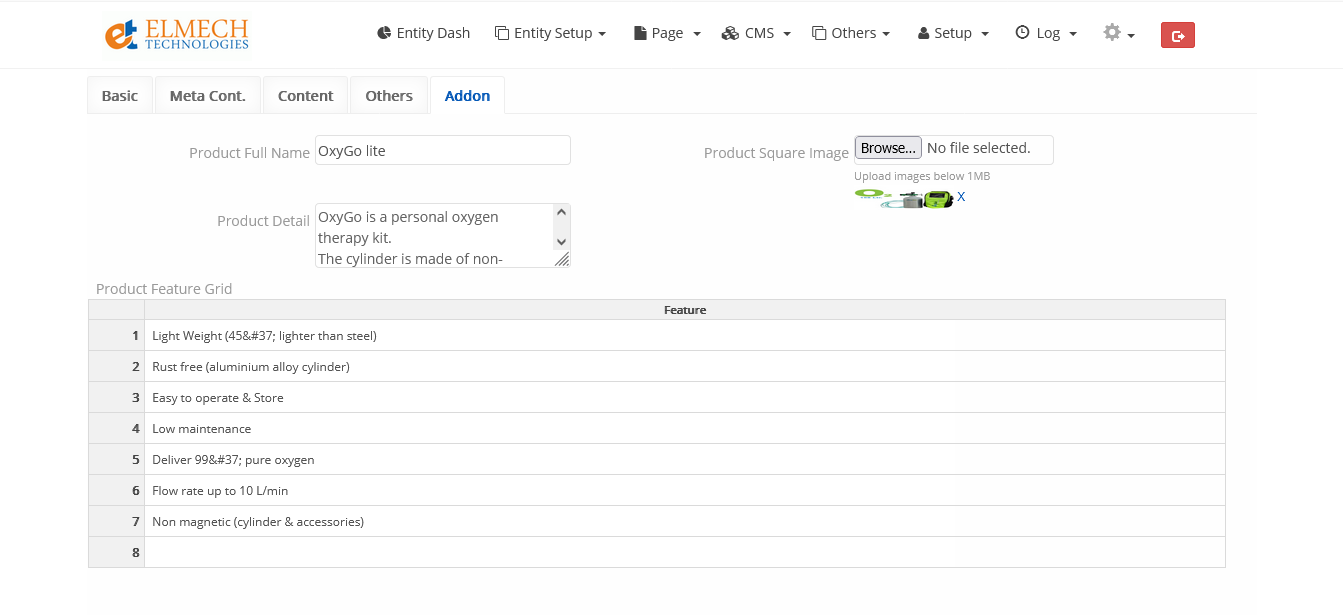 ELMECH
TECHNOLOGIES
Entity Dash Entity Setup Page CMS Others Setup Log
Basic Meta Cont. Content Others Addon
Product Full Name OxyGo lite
Product Square Image Browse... No file selected.
Upload images below 1MB
X
Product Detail OxyGo is a personal oxygen
therapy kit.
The cylinder is made of non-
Product Feature Grid
Feature
1 Light Weight (45&#37; lighter than steel)
2 Rust free (aluminium alloy cylinder)
3 Easy to operate & Store
4 Low maintenance
5 Deliver 99&#37; pure oxygen
6 Flow rate up to 10 L/min
7 Non magnetic (cylinder & accessories)
8